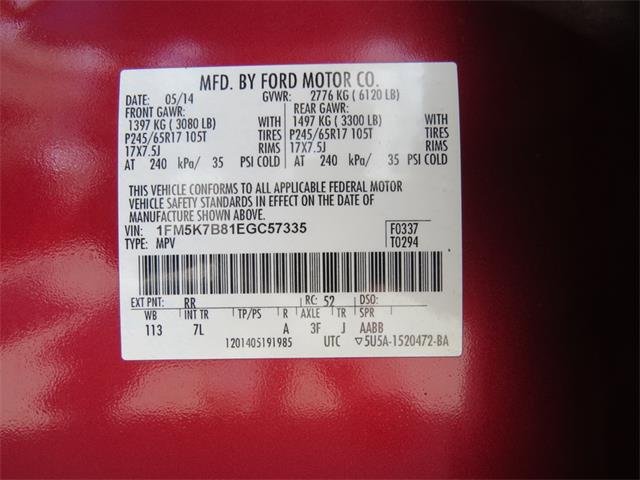 MFD. BY FORD MOTOR CO.
DATE: 05/14 GVWR: 2776 KG ( 6120 LB)
FRONT GAWR: REAR GAWR:
1397 KG ( 3080 LB) WITH 1497 KG ( 3300 LB) WITH
P245/65R17 105T TIRES P245/65R17 105T TIRES
17X7.5J RIMS 17X7.5J RIMS
AT 240 kPa/ 35 PSI COLD AT 240 kPa/ 35 PSI COLD
THIS VEHICLE CONFORMS TO ALL APPLICABLE FEDERAL MOTOR
VEHICLE SAFETY STANDARDS IN EFFECT ON THE DATE OF
MANUFACTURE SHOWN ABOVE.
VIN: 1FM5K7B81EGC57335 F0337
TYPE: MPV T0294
EXT PNT: RR RC: 52 DSO:
WB INT TR TP/PS R AXLE TR SPR
113 7L A 3F J AABB
1201405191985 UTC ▽5U5A-1520472-BA